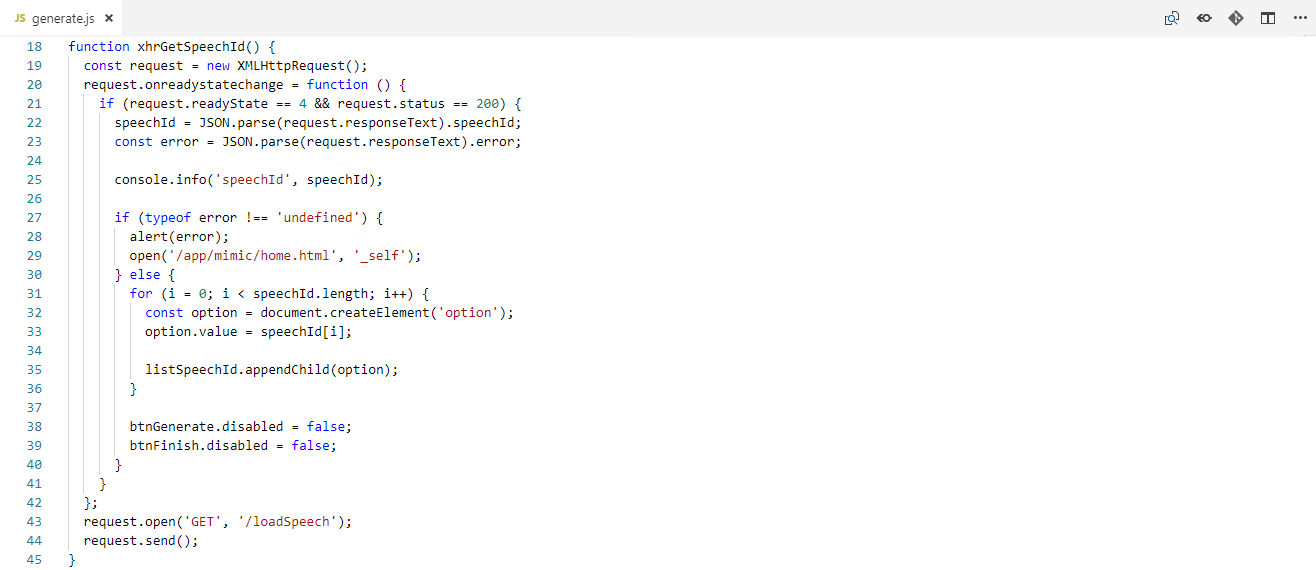 JS generate.js ×
18 function xhrGetSpeechId() {
19   const request = new XMLHttpRequest();
20   request.onreadystatechange = function () {
21     if (request.readyState == 4 && request.status == 200) {
22       speechId = JSON.parse(request.responseText).speechId;
23       const error = JSON.parse(request.responseText).error;
24
25       console.info('speechId', speechId);
26
27       if (typeof error !== 'undefined') {
28         alert(error);
29         open('/app/mimic/home.html', '_self');
30       } else {
31         for (i = 0; i < speechId.length; i++) {
32           const option = document.createElement('option');
33           option.value = speechId[i];
34
35           listSpeechId.appendChild(option);
36         }
37
38         btnGenerate.disabled = false;
39         btnFinish.disabled = false;
40       }
41     }
42   };
43   request.open('GET', '/loadSpeech');
44   request.send();
45 }